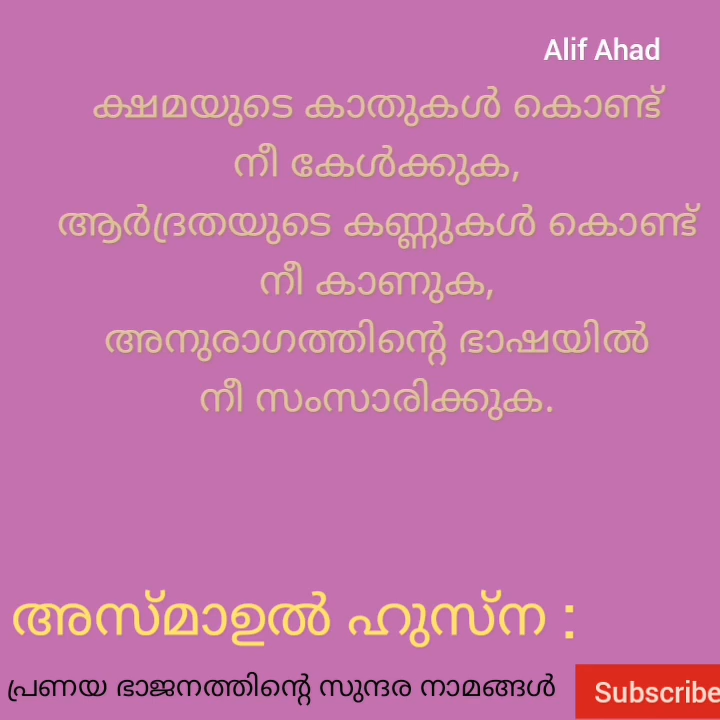 Alif Ahad
ക്ഷമയുടെ കാതുകൾ കൊണ്ട്
നീ കേൾക്കുക,
ആർദ്രതയുടെ കണ്ണുകൾ കൊണ്ട്
നീ കാണുക,
അനുരാഗത്തിന്റെ ഭാഷയിൽ
നീ സംസാരിക്കുക.
അസ്മാഉൽ ഹുസ്ന :
പ്രണയ ഭാജനത്തിന്റെ സുന്ദര നാമങ്ങൾ
Subscribe